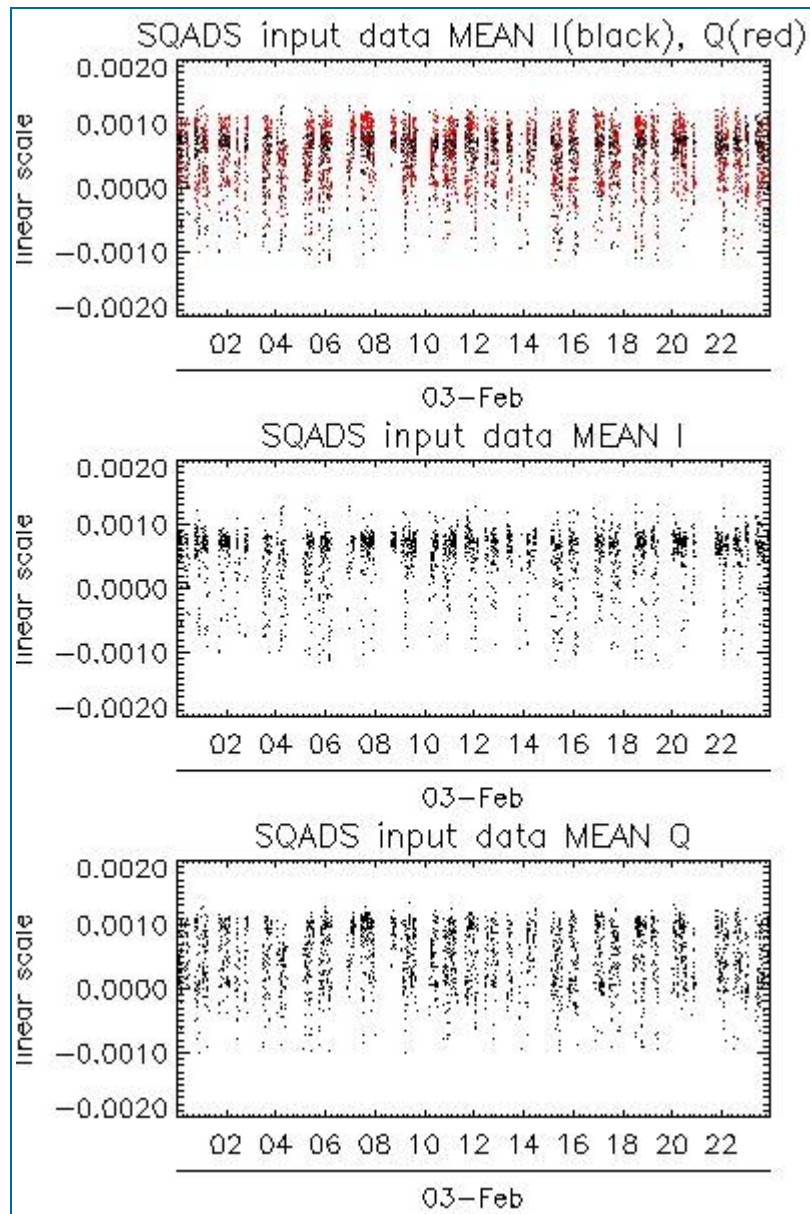 SQADS input data MEAN I(black), Q(red)
linear scale
0.0020
0.0010
0.0000
−0.0010
−0.0020
02 04 06 08 10 12 14 16 18 20 22
03−Feb
SQADS input data MEAN I
linear scale
0.0020
0.0010
0.0000
−0.0010
−0.0020
02 04 06 08 10 12 14 16 18 20 22
03−Feb
SQADS input data MEAN Q
linear scale
0.0020
0.0010
0.0000
−0.0010
−0.0020
02 04 06 08 10 12 14 16 18 20 22
03−Feb